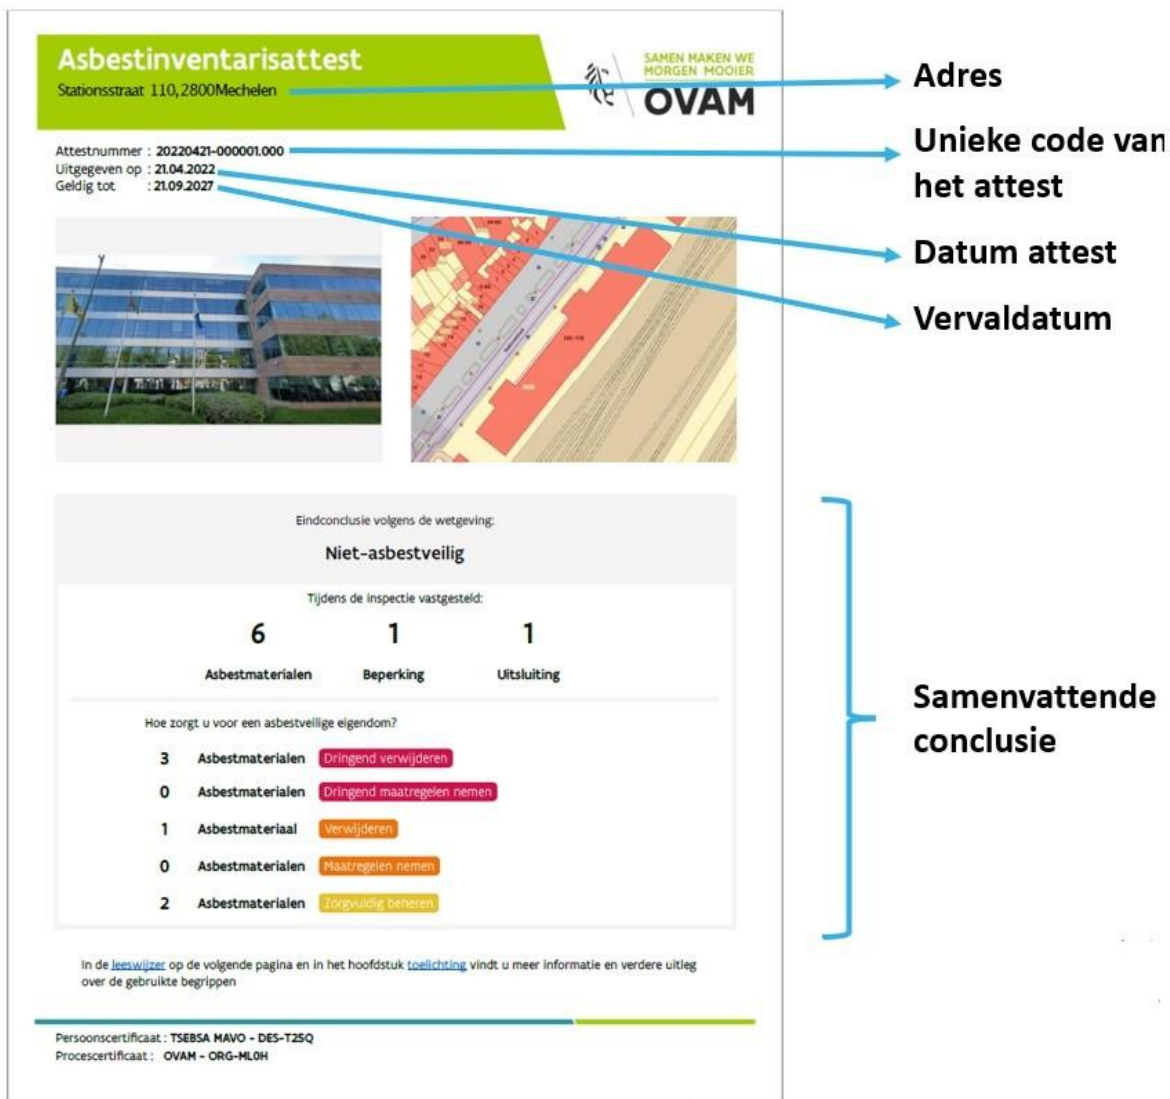 Asbestinventarisattest
Stationsstraat 110, 2800Mechelen
SAMEN MAKEN WE
MORGEN MOOIER
OVAM
Attestnummer : 20220421-000001.000
Uitgegeven op : 21.04.2022
Geldig tot : 21.09.2027
Adres
Unieke code van
het attest
Datum attest
Vervaldatum
Eindconclusie volgens de wetgeving:
Niet-asbestveilig
Tijdens de inspectie vastgesteld:
6 1 1
Asbestmaterialen Beperking Uitsluiting
Hoe zorgt u voor een asbestveilige eigendom?
3 Asbestmaterialen Dringend verwijderen
0 Asbestmaterialen Dringend maatregelen nemen
1 Asbestmateriaal Verwijderen
0 Asbestmaterialen Maatregelen nemen
2 Asbestmaterialen Zorgvuldig beheren
Samenvattende
conclusie
In de leeswijzer op de volgende pagina en in het hoofdstuk toelichting vindt u meer informatie en verdere uitleg
over de gebruikte begrippen
Persoonscertificaat : TSEBSA MAVO - DES-T2SQ
Procescertificaat : OVAM - ORG-ML0H